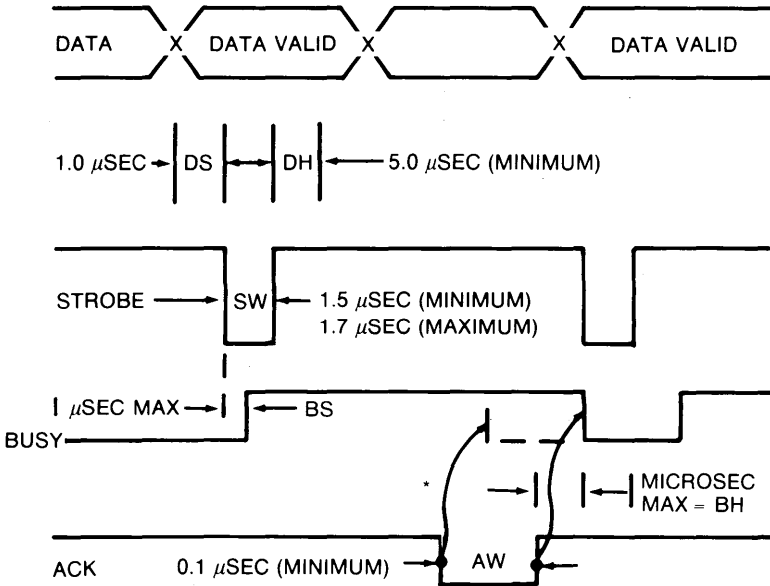 DATA X DATA VALID X X DATA VALID
1.0 μSEC DS DH 5.0 μSEC (MINIMUM)
STROBE SW 1.5 μSEC (MINIMUM)
1.7 μSEC (MAXIMUM)
| μSEC MAX BS
BUSY
*
MICROSEC
MAX = BH
ACK 0.1 μSEC (MINIMUM) AW